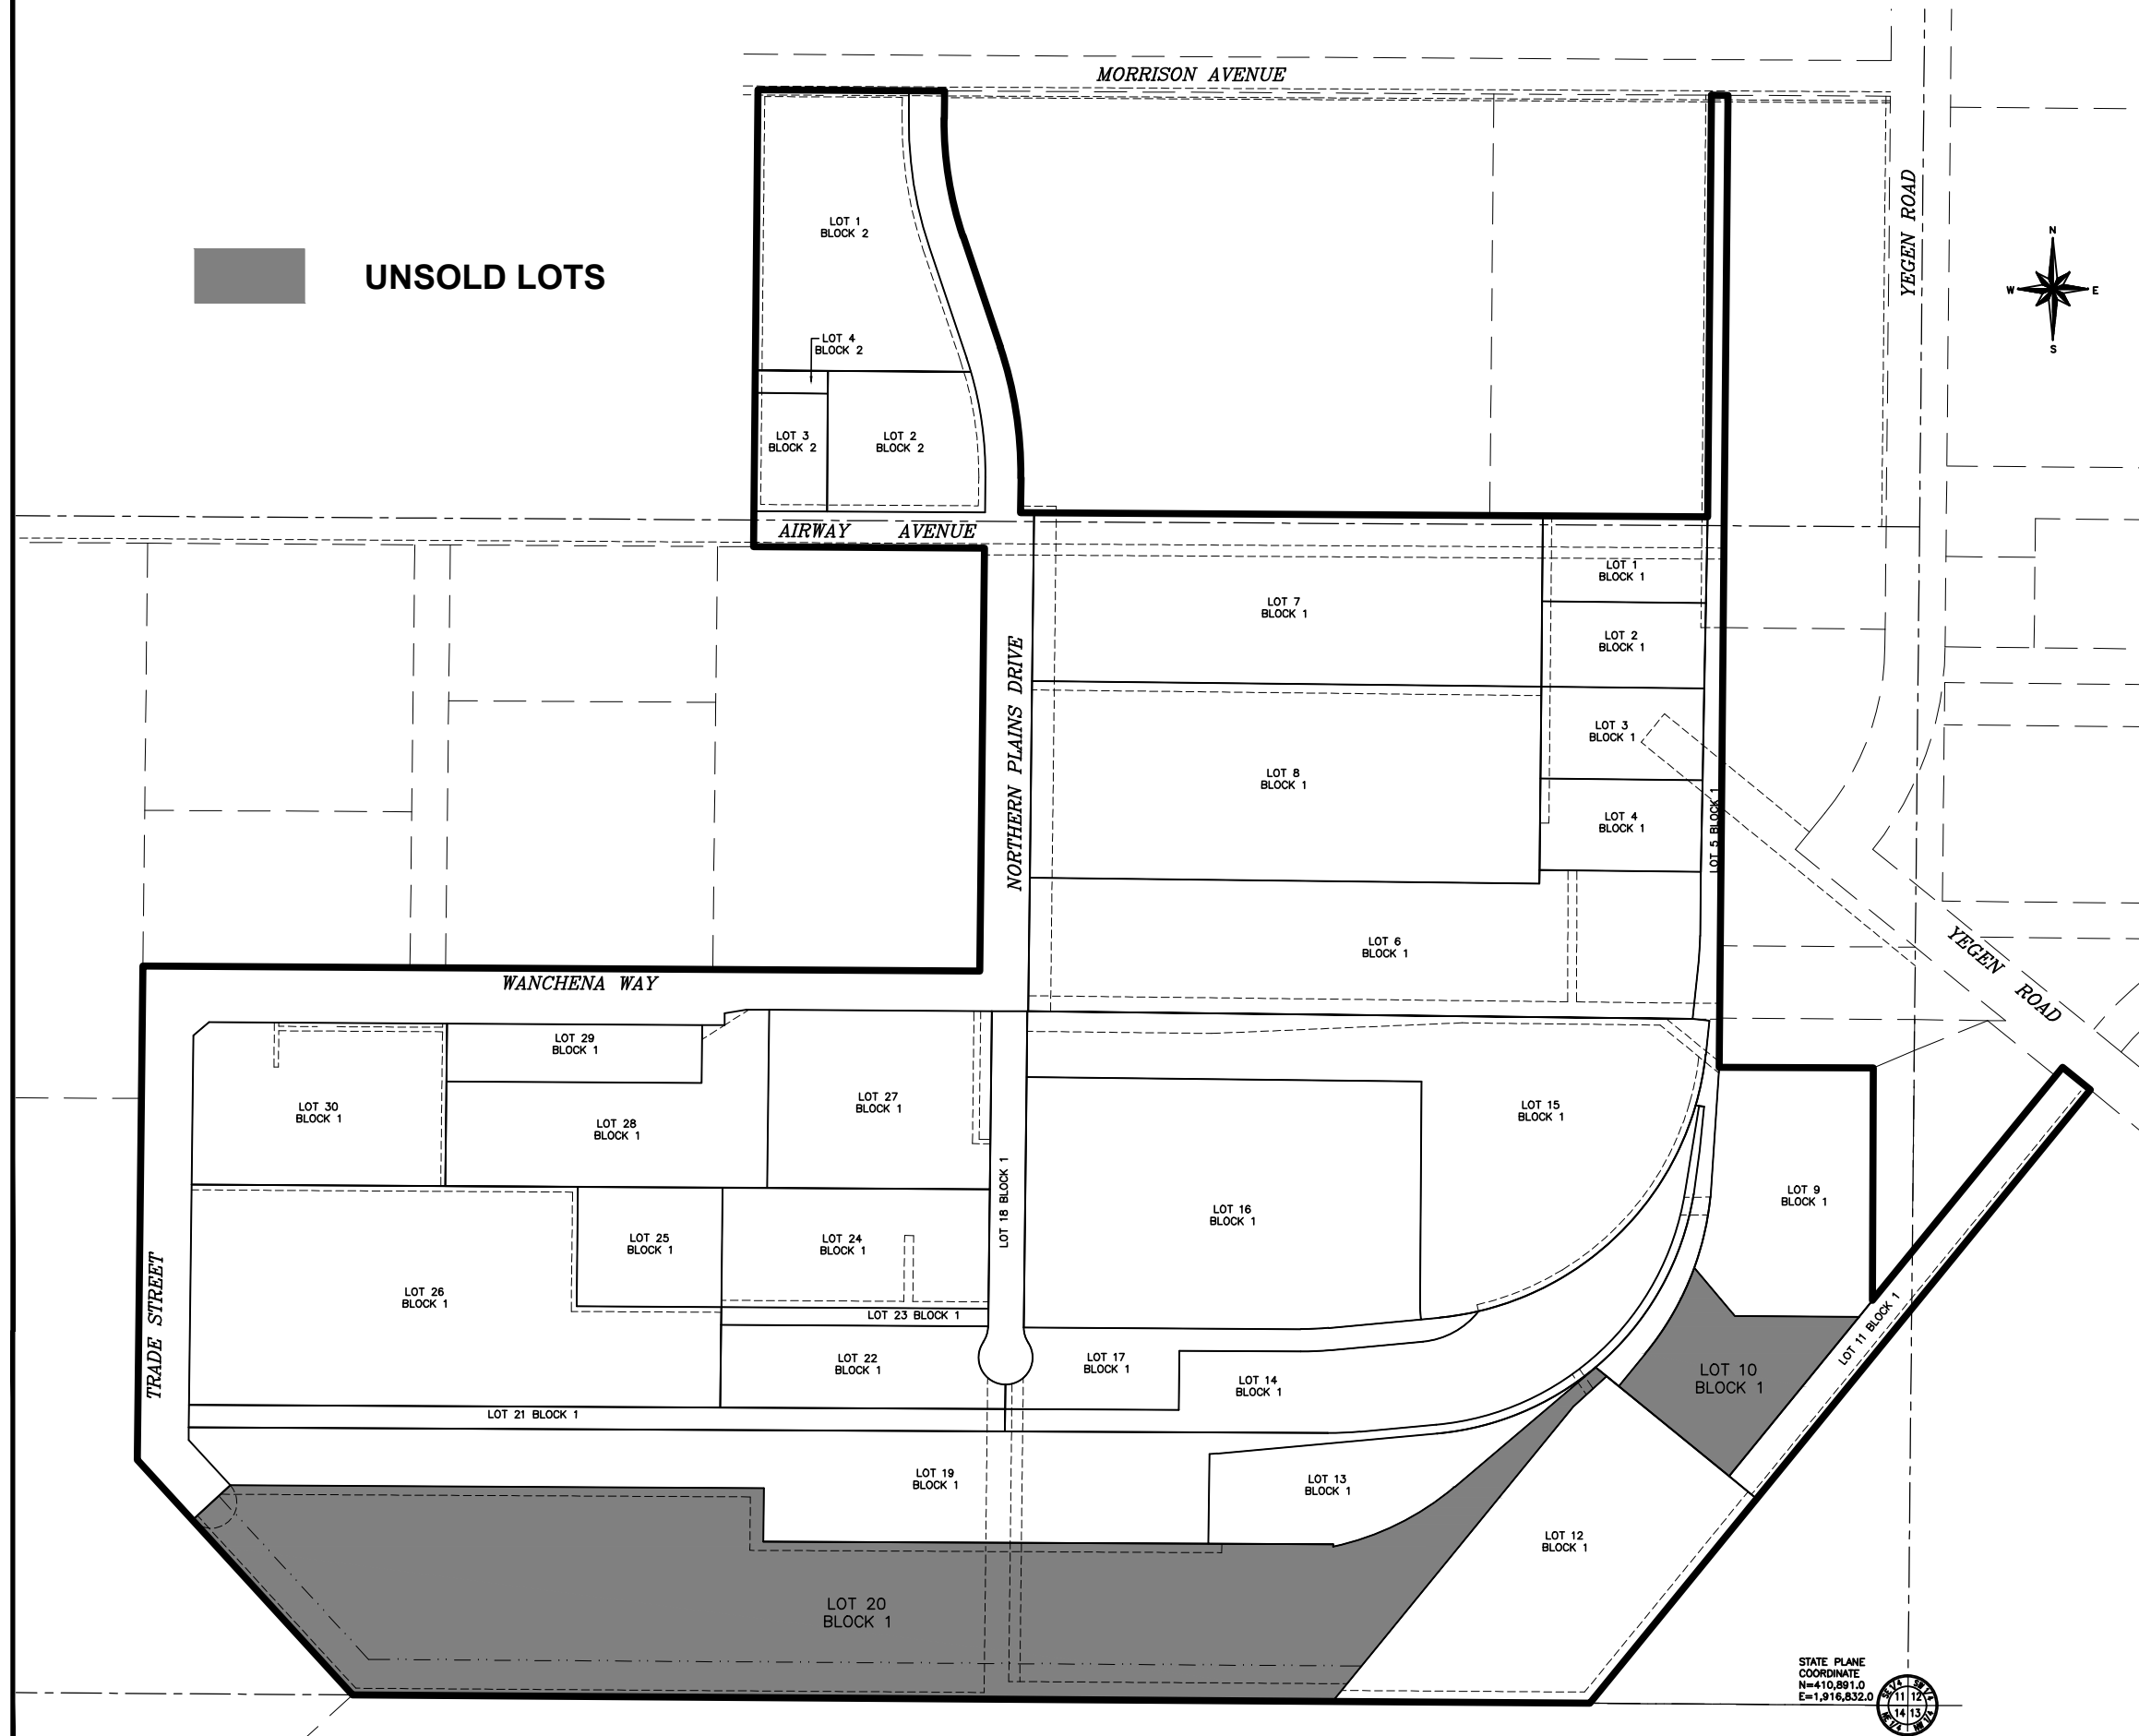 MORRISON AVENUE
YEGEN ROAD
N
W
E
S
UNSOLD LOTS
LOT 1
BLOCK 2
LOT 4
BLOCK 2
LOT 3
BLOCK 2
LOT 2
BLOCK 2
AIRWAY AVENUE
LOT 1
BLOCK 1
LOT 7
BLOCK 1
LOT 2
BLOCK 1
NORTHERN PLAINS DRIVE
LOT 3
BLOCK 1
LOT 8
BLOCK 1
LOT 4
BLOCK 1
LOT 5 BLOCK 1
LOT 6
BLOCK 1
YEGEN ROAD
WANCHENA WAY
LOT 29
BLOCK 1
LOT 30
BLOCK 1
LOT 28
BLOCK 1
LOT 27
BLOCK 1
LOT 15
BLOCK 1
LOT 18 BLOCK 1
LOT 16
BLOCK 1
LOT 9
BLOCK 1
LOT 25
BLOCK 1
LOT 24
BLOCK 1
LOT 26
BLOCK 1
TRADE STREET
LOT 23 BLOCK 1
LOT 11 BLOCK 1
LOT 22
BLOCK 1
LOT 17
BLOCK 1
LOT 14
BLOCK 1
LOT 10
BLOCK 1
LOT 21 BLOCK 1
LOT 19
BLOCK 1
LOT 13
BLOCK 1
LOT 12
BLOCK 1
LOT 20
BLOCK 1
STATE PLANE
COORDINATE
N=410,891.0
E=1,916,832.0
SE1/4 SW1/4
11 12
14 13
NE1/4 NW1/4